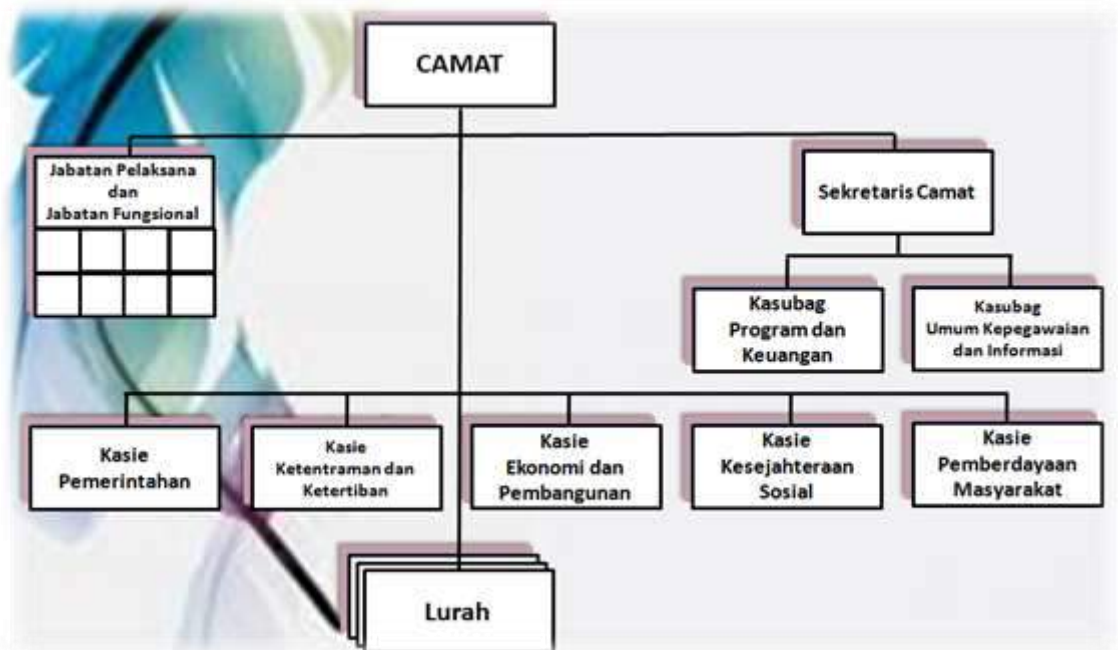 CAMAT
Jabatan Pelaksana
dan
Jabatan Fungsional
Sekretaris Camat
Kasubag
Program dan
Keuangan
Kasubag
Umum Kepegawaian
dan Informasi
Kasie
Pemerintahan
Kasie
Ketentraman dan
Ketertiban
Kasie
Ekonomi dan
Pembangunan
Kasie
Kesejahteraan
Sosial
Kasie
Pemberdayaan
Masyarakat
Lurah